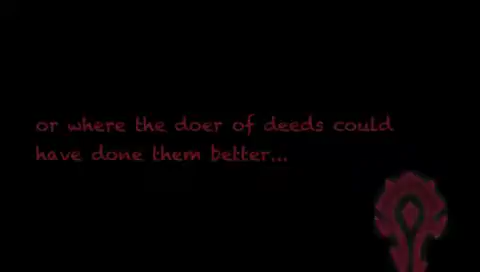 or where the doer of deeds could
have done them better...